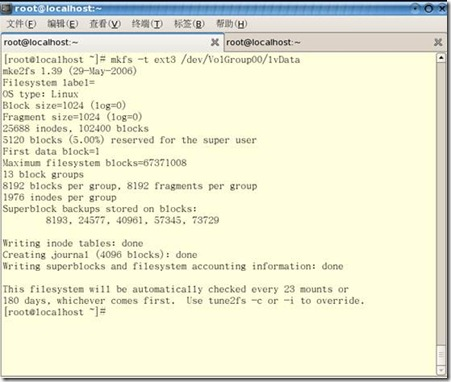 root@localhost:~
文件(F) 编辑(E) 查看(V) 终端(T) 标签(B) 帮助(H)
root@localhost:~ root@localhost:~
[root@localhost ~]# mkfs -t ext3 /dev/VolGroup00/lvData
mke2fs 1.39 (29-May-2006)
Filesystem label=
OS type: Linux
Block size=1024 (log=0)
Fragment size=1024 (log=0)
25688 inodes, 102400 blocks
5120 blocks (5.00%) reserved for the super user
First data block=1
Maximum filesystem blocks=67371008
13 block groups
8192 blocks per group, 8192 fragments per group
1976 inodes per group
Superblock backups stored on blocks:
8193, 24577, 40961, 57345, 73729
Writing inode tables: done
Creating journal (4096 blocks): done
Writing superblocks and filesystem accounting information: done
This filesystem will be automatically checked every 23 mounts or
180 days, whichever comes first.  Use tune2fs -c or -i to override.
[root@localhost ~]#